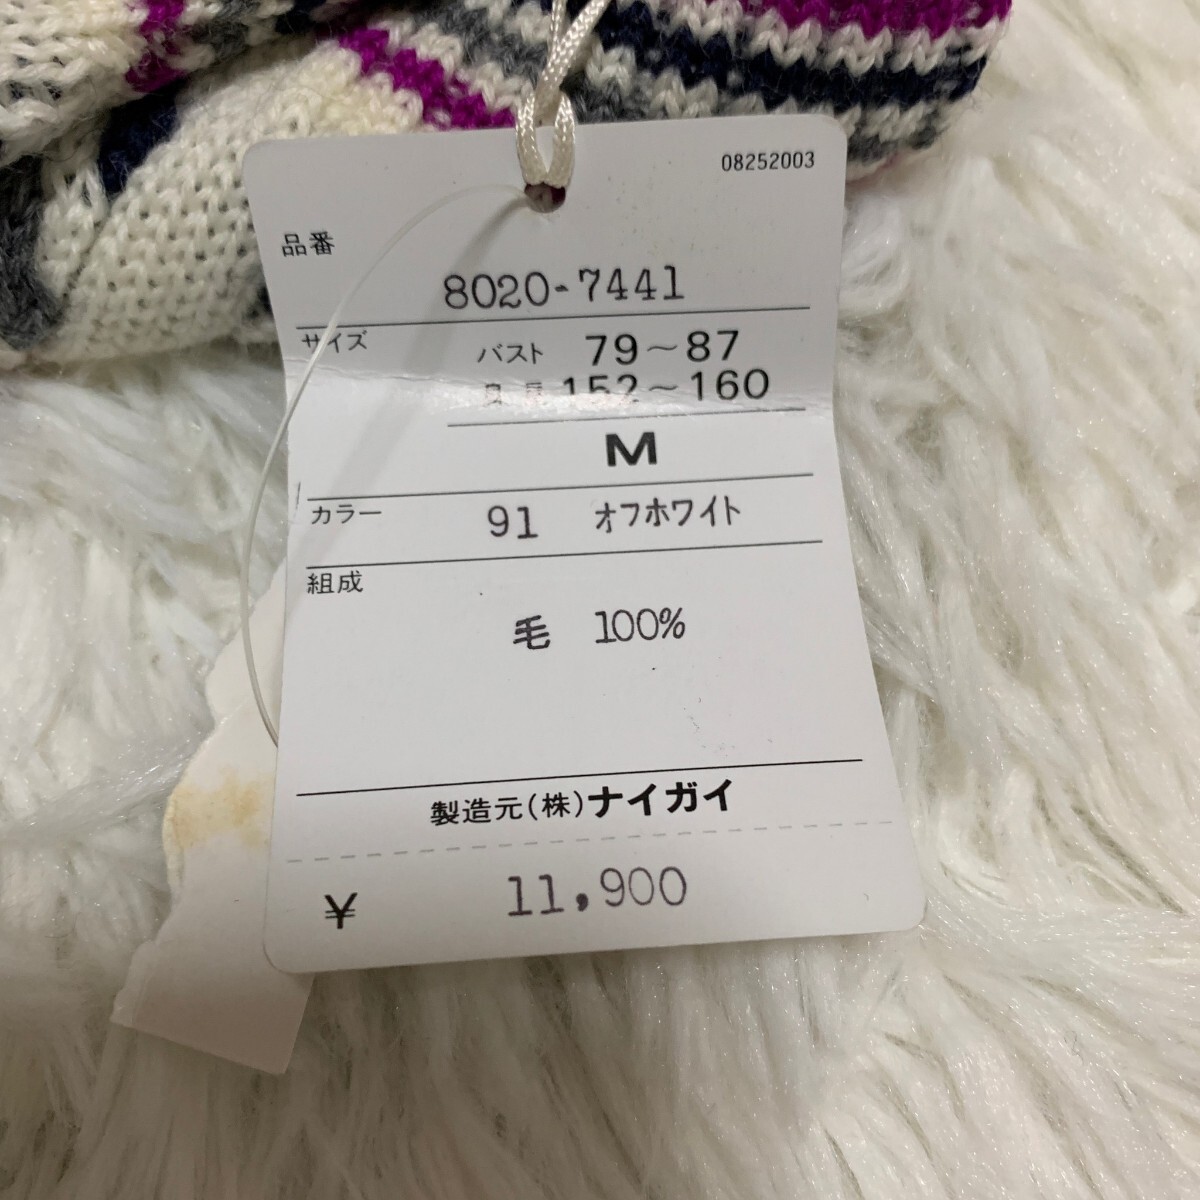 08252003
品番
8020-7441
サイズ
バスト 79~87
身長 152~160
M
カラー 91 オフホワイト
組成
毛 100%
製造元(株)ナイガイ
¥ 11,900